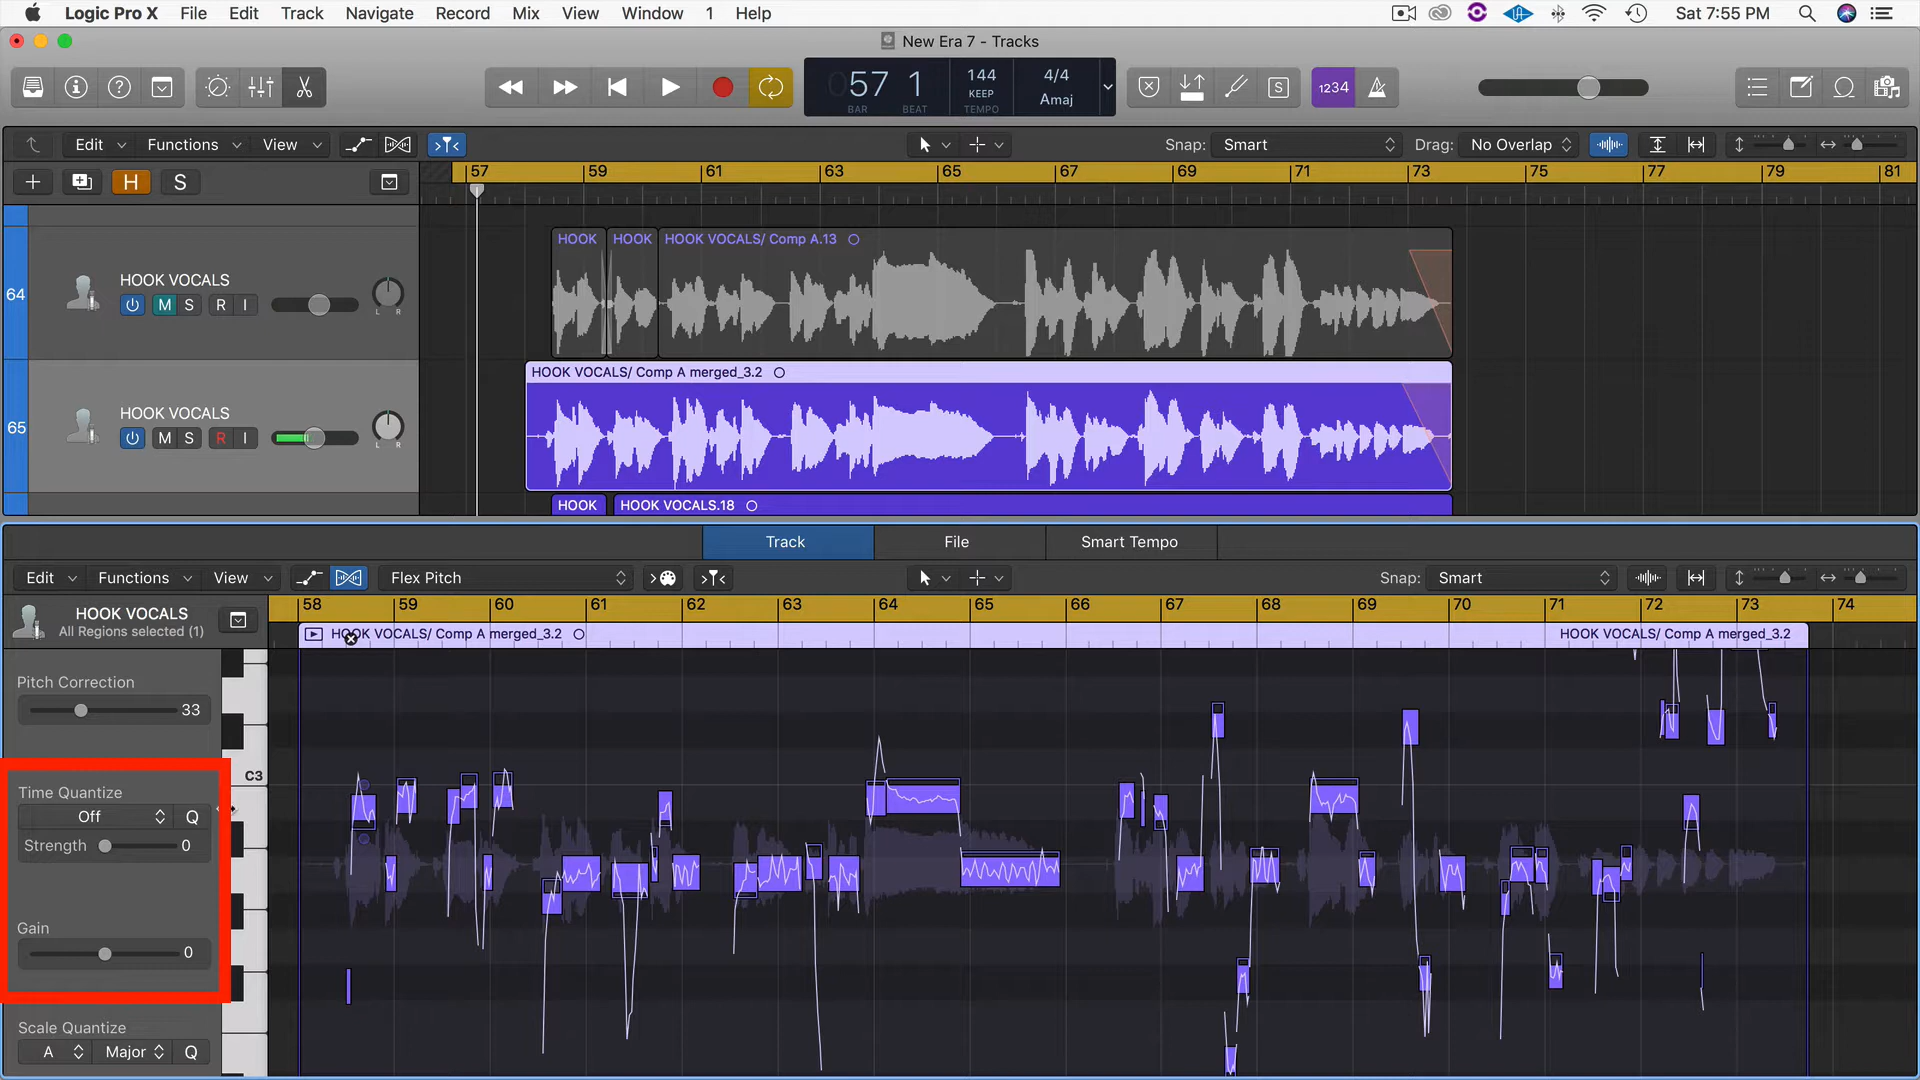 Logic Pro X File Edit Track Navigate Record Mix View Window 1 Help Sat 7:55 PM
New Era 7 - Tracks
57 1 144 KEEP 4/4 Amaj 1234
BAR BEAT TEMPO
Edit Functions View Snap: Smart Drag: No Overlap
H S
57 59 61 63 65 67 69 71 73 75 77 79 81
HOOK HOOK HOOK VOCALS/ Comp A.13
64 HOOK VOCALS
M S R I
L R
HOOK VOCALS/ Comp A merged_3.2
65 HOOK VOCALS
M S R I
L R
HOOK HOOK VOCALS.18
Track File Smart Tempo
Edit Functions View Flex Pitch Snap: Smart
58 59 60 61 62 63 64 65 66 67 68 69 70 71 72 73 74
HOOK VOCALS
All Regions selected (1)
HOOK VOCALS/ Comp A merged_3.2 HOOK VOCALS/ Comp A merged_3.2
Pitch Correction
33
C3
Time Quantize
Off Q
Strength 0
Gain
0
Scale Quantize
A Major Q